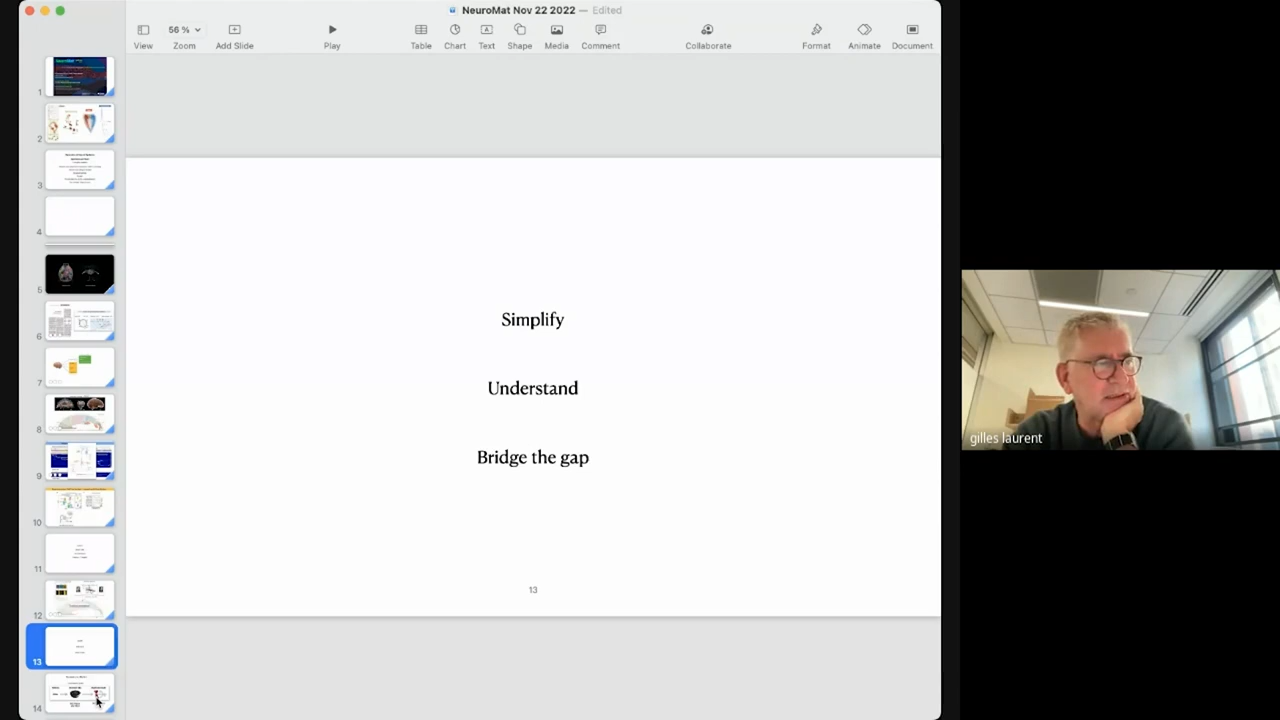 NeuroMat Nov 22 2022 — Edited
56 %
View
Zoom
Add Slide
Play
Table
Chart
Text
Shape
Media
Comment
Collaborate
Format
Animate
Document
1
2
3
4
5
6
7
8
9
10
11
12
13
14
Simplify
Understand
Bridge the gap
13
gilles laurent